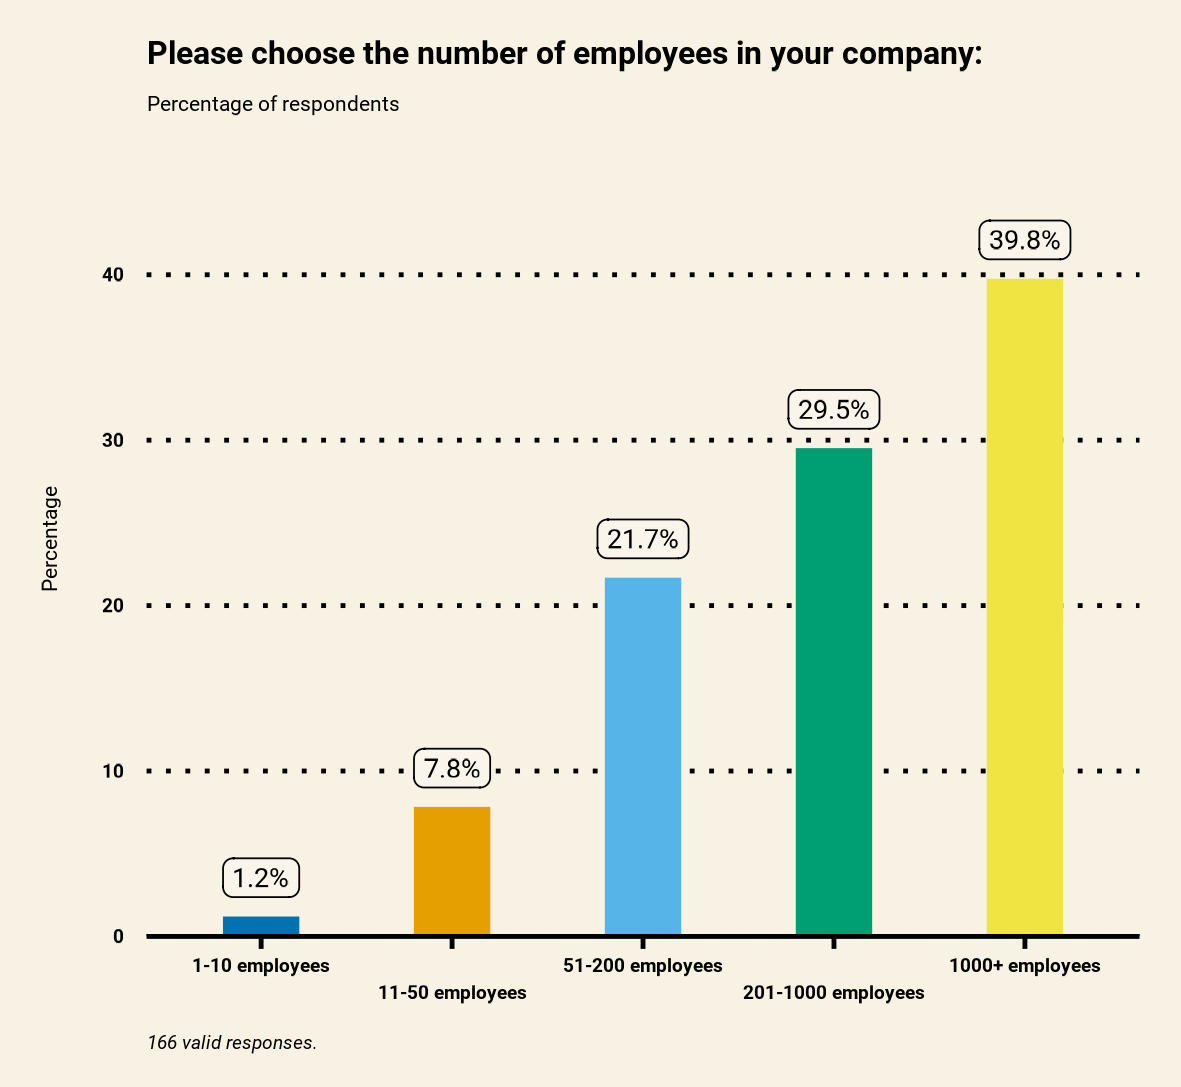 Please choose the number of employees in your company:
Percentage of respondents
39.8%
40
29.5%
30
21.7%
Percentage
20
7.8%
10
1.2%
0
1-10 employees
51-200 employees
1000+ employees
11-50 employees
201-1000 employees
166 valid responses.